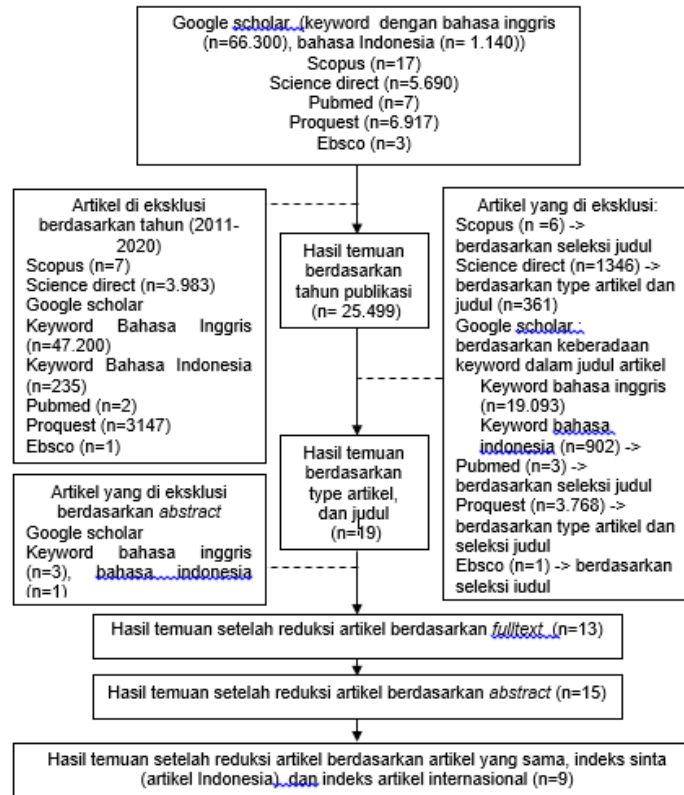 Google scholar (keyword dengan bahasa inggris
(n=66.300), bahasa Indonesia (n= 1.140))
Scopus (n=17)
Science direct (n=5.690)
Pubmed (n=7)
Proquest (n=6.917)
Ebsco (n=3)
Artikel di eksklusi
berdasarkan tahun (2011-
2020)
Scopus (n=7)
Science direct (n=3.983)
Google scholar
Keyword Bahasa Inggris
(n=47.200)
Keyword Bahasa Indonesia
(n=235)
Pubmed (n=2)
Proquest (n=3147)
Ebsco (n=1)
Hasil temuan
berdasarkan
tahun publikasi
(n= 25.499)
Artikel yang di eksklusi:
Scopus (n =6) ->
berdasarkan seleksi judul
Science direct (n=1346) ->
berdasarkan type artikel dan
judul (n=361)
Google scholar :
berdasarkan keberadaan
keyword dalam judul artikel
Keyword bahasa inggris
(n=19.093)
Keyword bahasa
indonesia (n=902) ->
Pubmed (n=3) ->
berdasarkan seleksi judul
Proquest (n=3.768) ->
berdasarkan type artikel dan
seleksi judul
Ebsco (n=1) -> berdasarkan
seleksi judul
Hasil temuan
berdasarkan
type artikel,
dan judul
(n=19)
Artikel yang di eksklusi
berdasarkan abstract
Google scholar
Keyword bahasa inggris
(n=3), bahasa indonesia
(n=1)
Hasil temuan setelah reduksi artikel berdasarkan fulltext (n=13)
Hasil temuan setelah reduksi artikel berdasarkan abstract (n=15)
Hasil temuan setelah reduksi artikel berdasarkan artikel yang sama, indeks sinta
(artikel Indonesia) dan indeks artikel internasional (n=9)